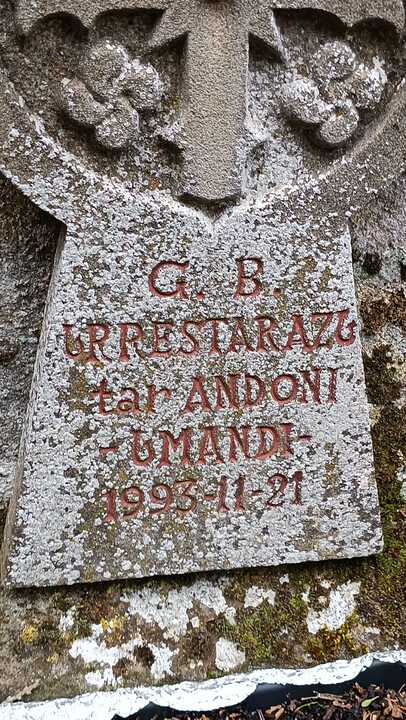 G. B.
URRESTARAZU
tar ANDONI
-UMANDI-
1993-11-21